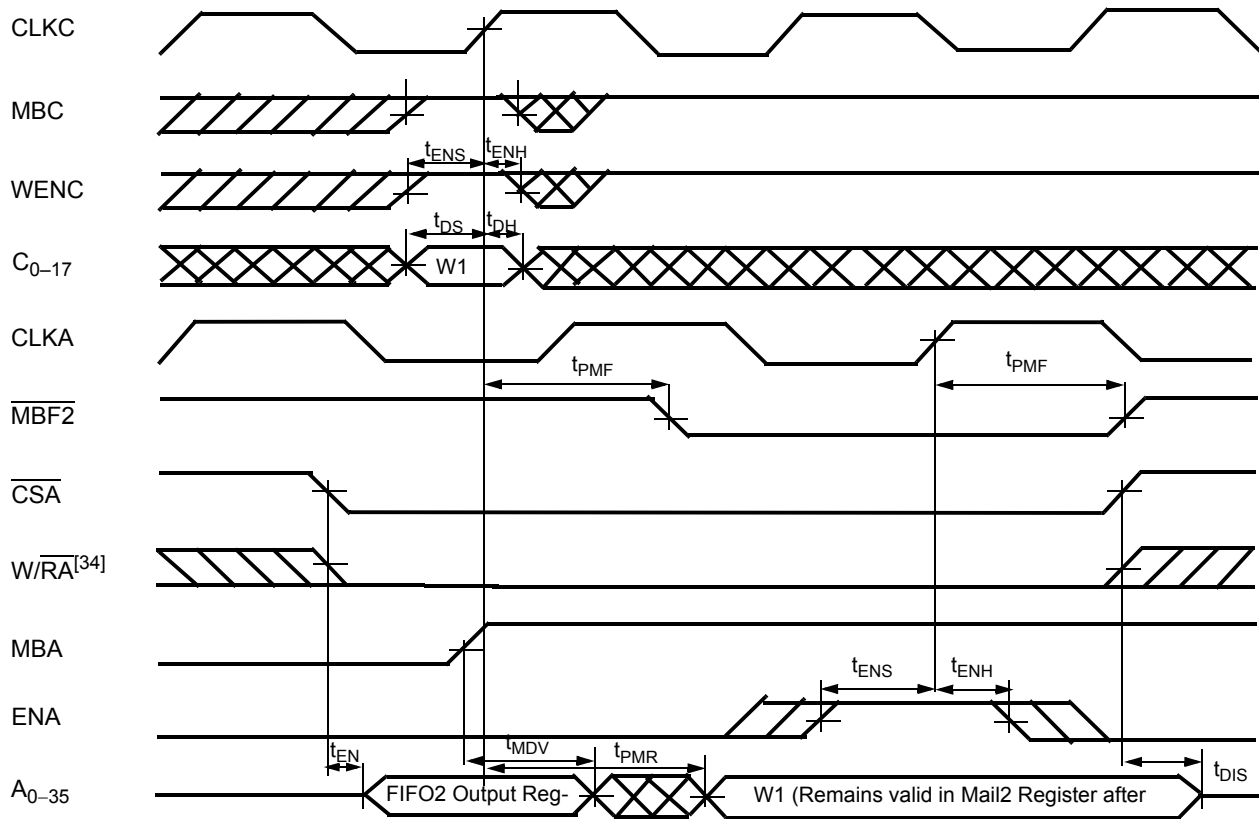 CLKC
MBC
tENS tENH
WENC
tDS tDH
C0–17 W1
CLKA
tPMF tPMF
MBF2
CSA
W/RA[34]
MBA
tENS tENH
ENA
tEN tMDV tPMR tDIS
A0–35 FIFO2 Output Reg- W1 (Remains valid in Mail2 Register after